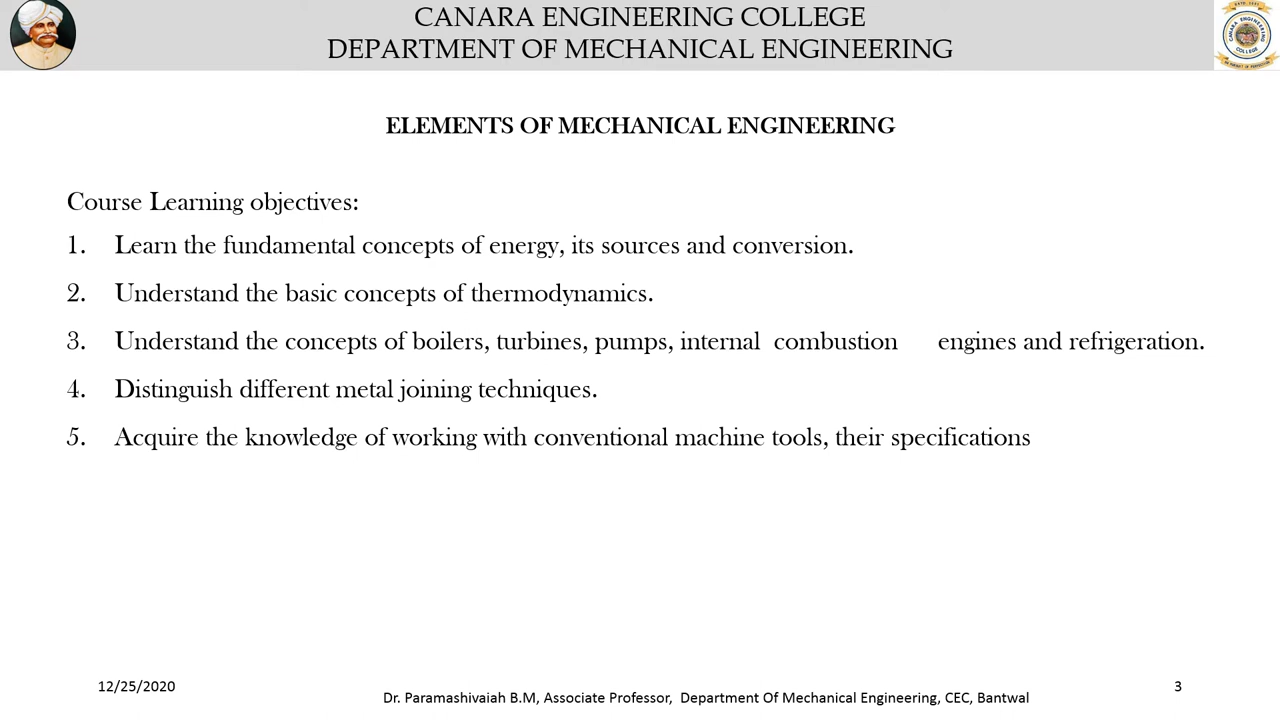 CANARA ENGINEERING COLLEGE
DEPARTMENT OF MECHANICAL ENGINEERING
ELEMENTS OF MECHANICAL ENGINEERING
Course Learning objectives:
1. Learn the fundamental concepts of energy, its sources and conversion.
2. Understand the basic concepts of thermodynamics.
3. Understand the concepts of boilers, turbines, pumps, internal combustion engines and refrigeration.
4. Distinguish different metal joining techniques.
5. Acquire the knowledge of working with conventional machine tools, their specifications
12/25/2020
Dr. Paramashivaiah B.M, Associate Professor, Department Of Mechanical Engineering, CEC, Bantwal
3